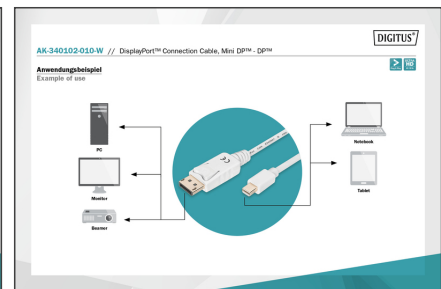 DIGITUS®
AK-340102-010-W // DisplayPort™ Connection Cable, Mini DP™ - DP™
Anwendungsbeispiel
Example of use
PC
Monitor
Beamer
Notebook
Tablet